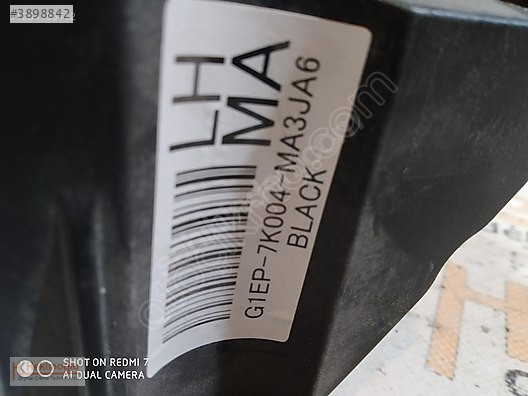 #3898842
LH
MA
G1EP-7K004-MA3JA6
BLACK
SHOT ON REDMI 7
AI DUAL CAMERA